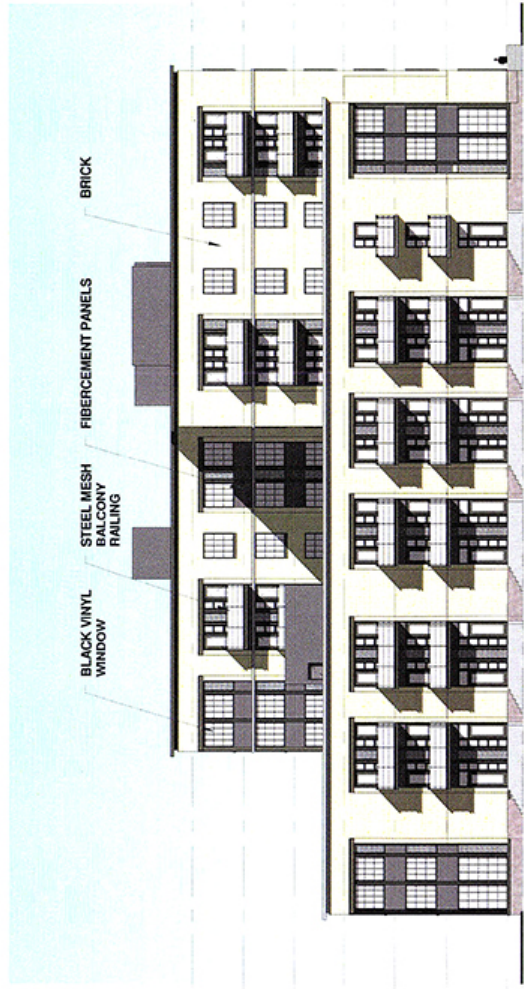 BLACK VINYL
WINDOW
STEEL MESH
BALCONY
RAILING
FIBERCEMENT PANELS
BRICK